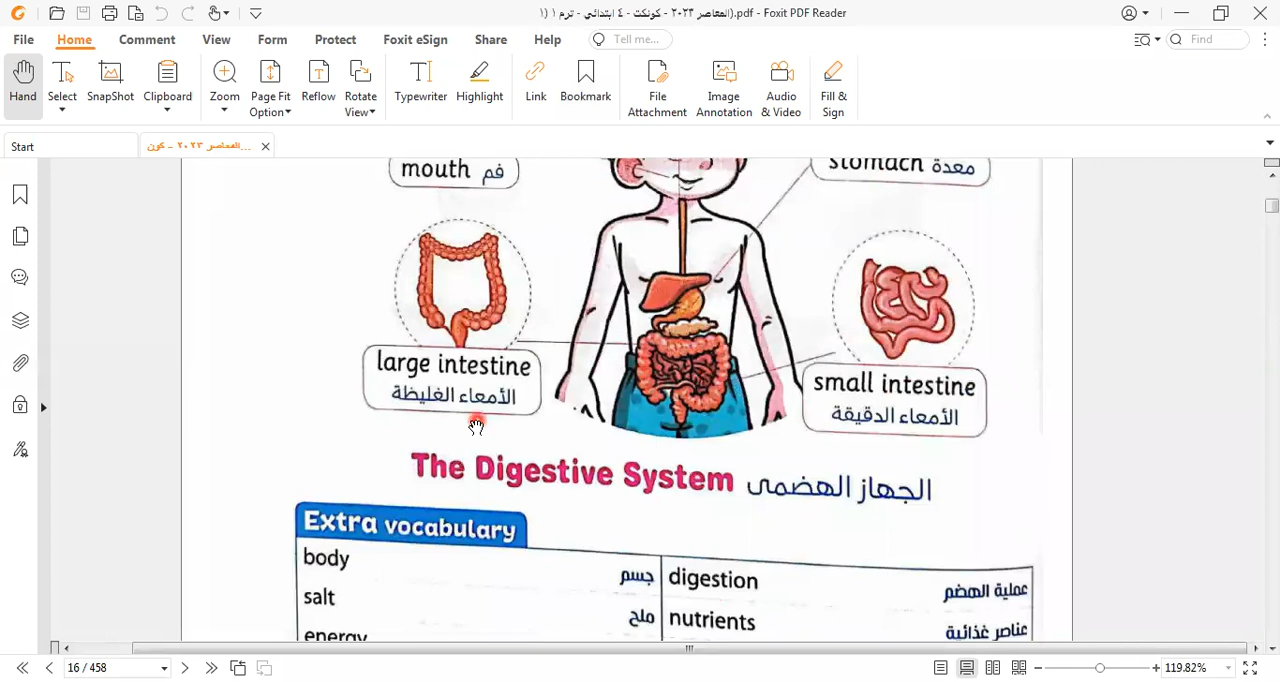 المعاصر ٢٠٢٣ - كونكت - ٤ ابتدائي - ترم ١ (١).pdf - Foxit PDF Reader
File Home Comment View Form Protect Foxit eSign Share Help Tell me... Find
Hand Select SnapShot Clipboard Zoom Page Fit Option Reflow Rotate View Typewriter Highlight Link Bookmark File Attachment Image Annotation Audio & Video Fill & Sign
Start
المعاصر ٢٠٢٣ - كون...
mouth فم
stomach معدة
large intestine
الأمعاء الغليظة
small intestine
الأمعاء الدقيقة
The Digestive System الجهاز الهضمى
Extra vocabulary
body جسم
digestion عملية الهضم
salt ملح
nutrients عناصر غذائية
energy
16 / 458
119.82%